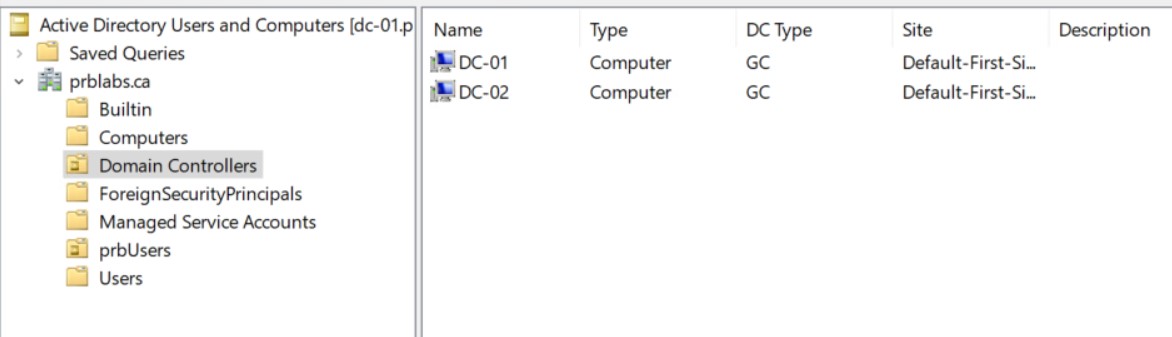 Active Directory Users and Computers [dc-01.p
Saved Queries
prblabs.ca
Builtin
Computers
Domain Controllers
ForeignSecurityPrincipals
Managed Service Accounts
prbUsers
Users
Name Type DC Type Site Description
DC-01 Computer GC Default-First-Si...
DC-02 Computer GC Default-First-Si...